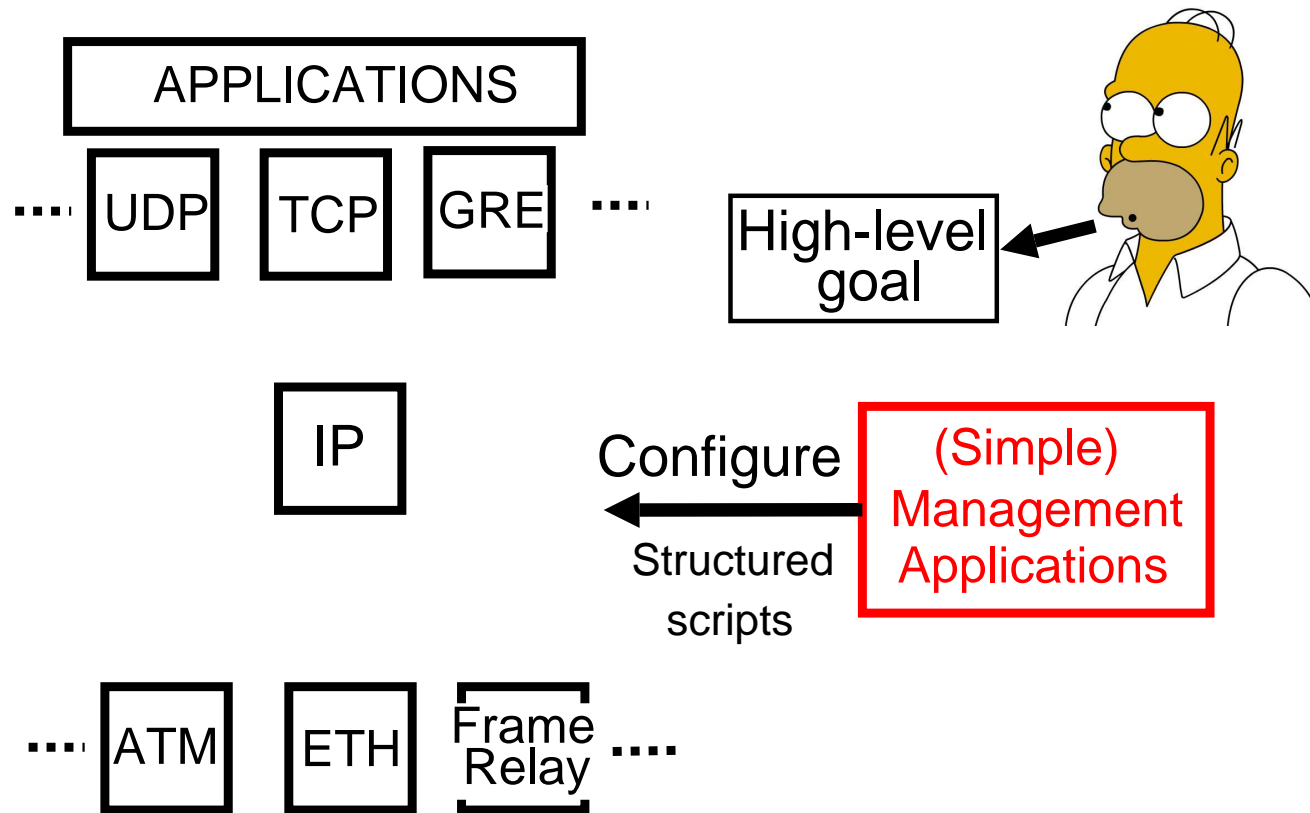 APPLICATIONS
UDP
TCP
GRE
High-level
goal
IP
Configure
Structured
scripts
(Simple)
Management
Applications
ATM
ETH
Frame
Relay